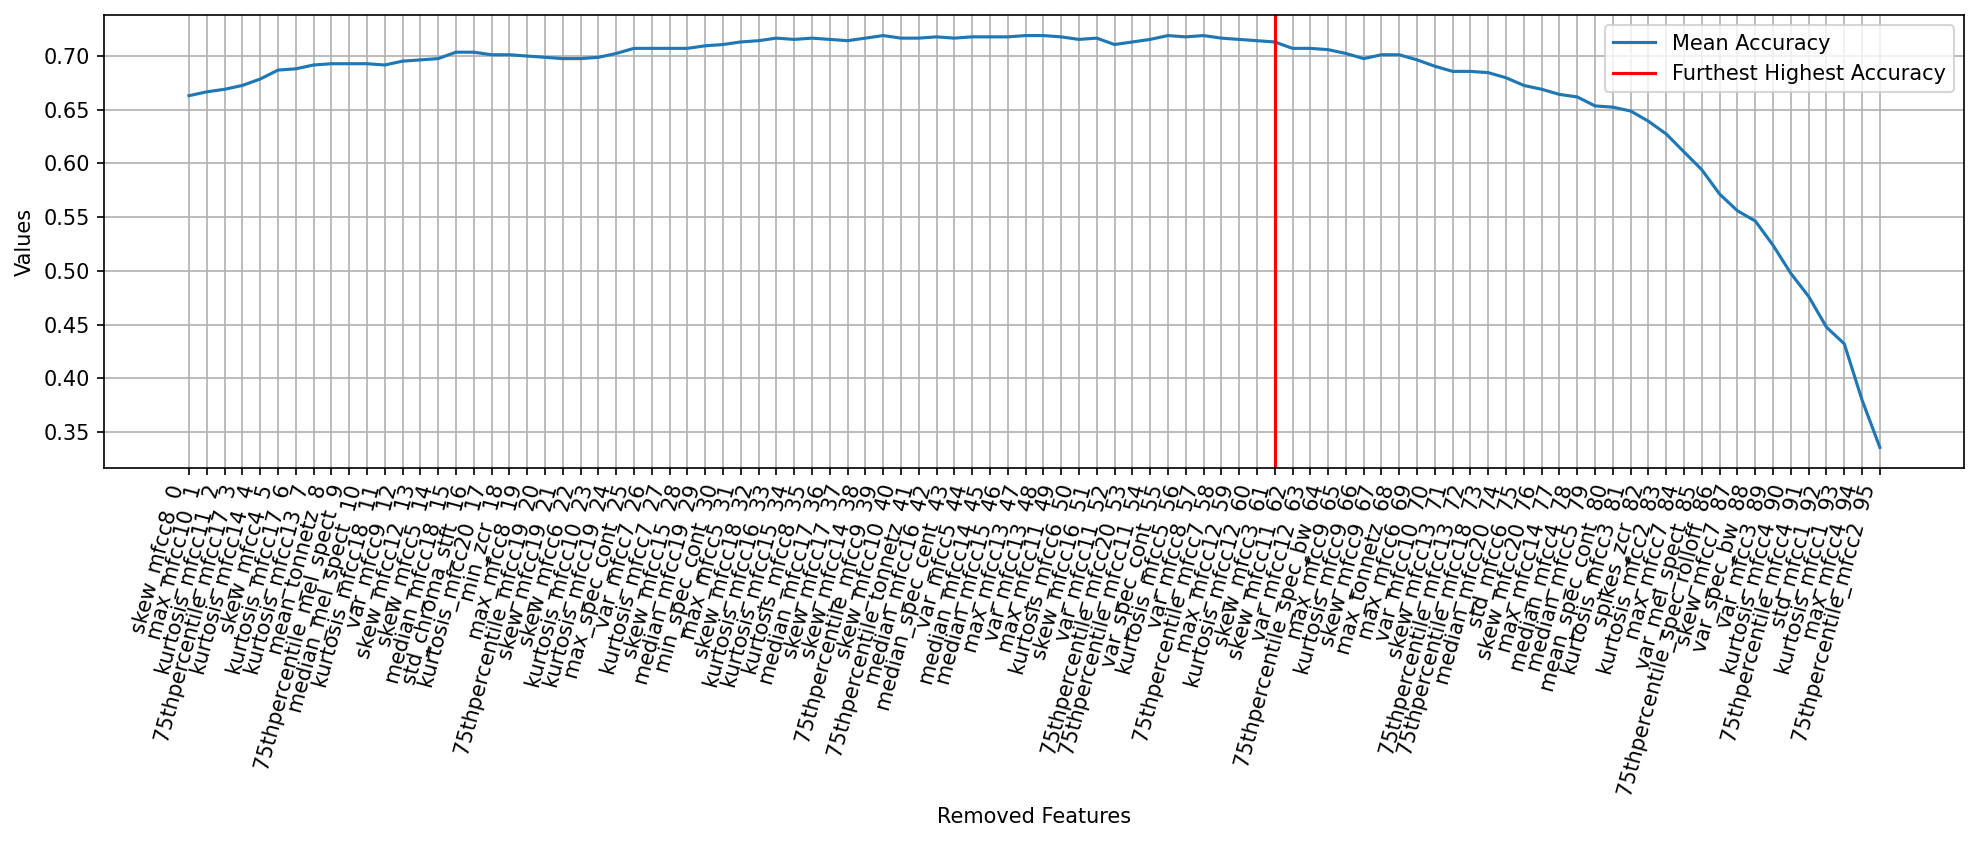 Values
0.70
0.65
0.60
0.55
0.50
0.45
0.40
0.35
Mean Accuracy
Furthest Highest Accuracy
skew_mfcc8 0
max_mfcc10 1
kurtosis_mfcc11 2
75thpercentile_mfcc17 3
kurtosis_mfcc14 4
skew_mfcc4 5
kurtosis_mfcc17 6
kurtosis_mfcc13 7
mean_tonnetz 8
75thpercentile_mel_spect 9
median_mel_spect 10
kurtosis_mfcc18 11
var_mfcc9 12
skew_mfcc12 13
skew_mfcc5 14
median_mfcc18 15
std_chroma_stft 16
kurtosis_mfcc20 17
min_zcr 18
max_mfcc8 19
75thpercentile_mfcc19 20
skew_mfcc19 21
skew_mfcc6 22
kurtosis_mfcc10 23
kurtosis_mfcc19 24
max_spec_cont 25
var_mfcc7 26
kurtosis_mfcc7 27
skew_mfcc15 28
median_mfcc19 29
min_spec_cont 30
max_mfcc5 31
skew_mfcc18 32
kurtosis_mfcc16 33
kurtosis_mfcc15 34
kurtosis_mfcc8 35
median_mfcc17 36
skew_mfcc17 37
skew_mfcc14 38
75thpercentile_mfcc9 39
skew_mfcc10 40
75thpercentile_tonnetz 41
median_mfcc16 42
median_spec_cent 43
var_mfcc5 44
median_mfcc14 45
median_mfcc15 46
max_mfcc13 47
var_mfcc13 48
max_mfcc11 49
kurtosis_mfcc6 50
skew_mfcc16 51
var_mfcc11 52
75thpercentile_mfcc20 53
75thpercentile_mfcc11 54
var_spec_cont 55
kurtosis_mfcc5 56
var_mfcc8 57
75thpercentile_mfcc7 58
max_mfcc12 59
kurtosis_mfcc12 60
skew_mfcc3 61
skew_mfcc11 62
var_mfcc12 63
75thpercentile_spec_bw 64
max_mfcc9 65
kurtosis_mfcc9 66
skew_mfcc9 67
max_tonnetz 68
max_mfcc6 69
var_mfcc10 70
skew_mfcc13 71
75thpercentile_mfcc13 72
75thpercentile_mfcc18 73
median_mfcc20 74
std_mfcc6 75
skew_mfcc20 76
max_mfcc14 77
median_mfcc4 78
median_mfcc5 79
mean_spec_cont 80
kurtosis_mfcc3 81
spikes_zcr 82
kurtosis_mfcc2 83
max_mfcc7 84
var_mel_spect 85
75thpercentile_spec_rolloff 86
skew_mfcc7 87
var_spec_bw 88
var_mfcc3 89
kurtosis_mfcc4 90
75thpercentile_mfcc4 91
std_mfcc1 92
kurtosis_mfcc1 93
max_mfcc4 94
75thpercentile_mfcc2 95
Removed Features